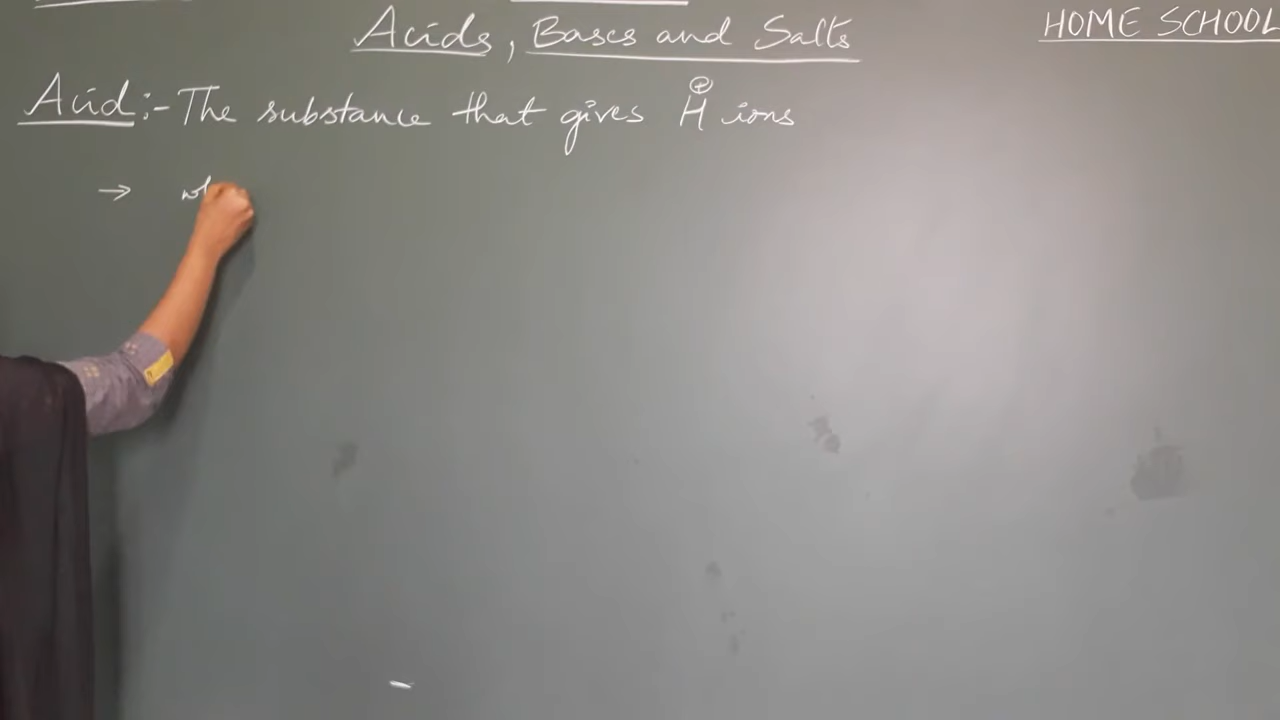 Acids, Bases and Salts
HOME SCHOOL
Acid:- The substance that gives H⊕ ions
→